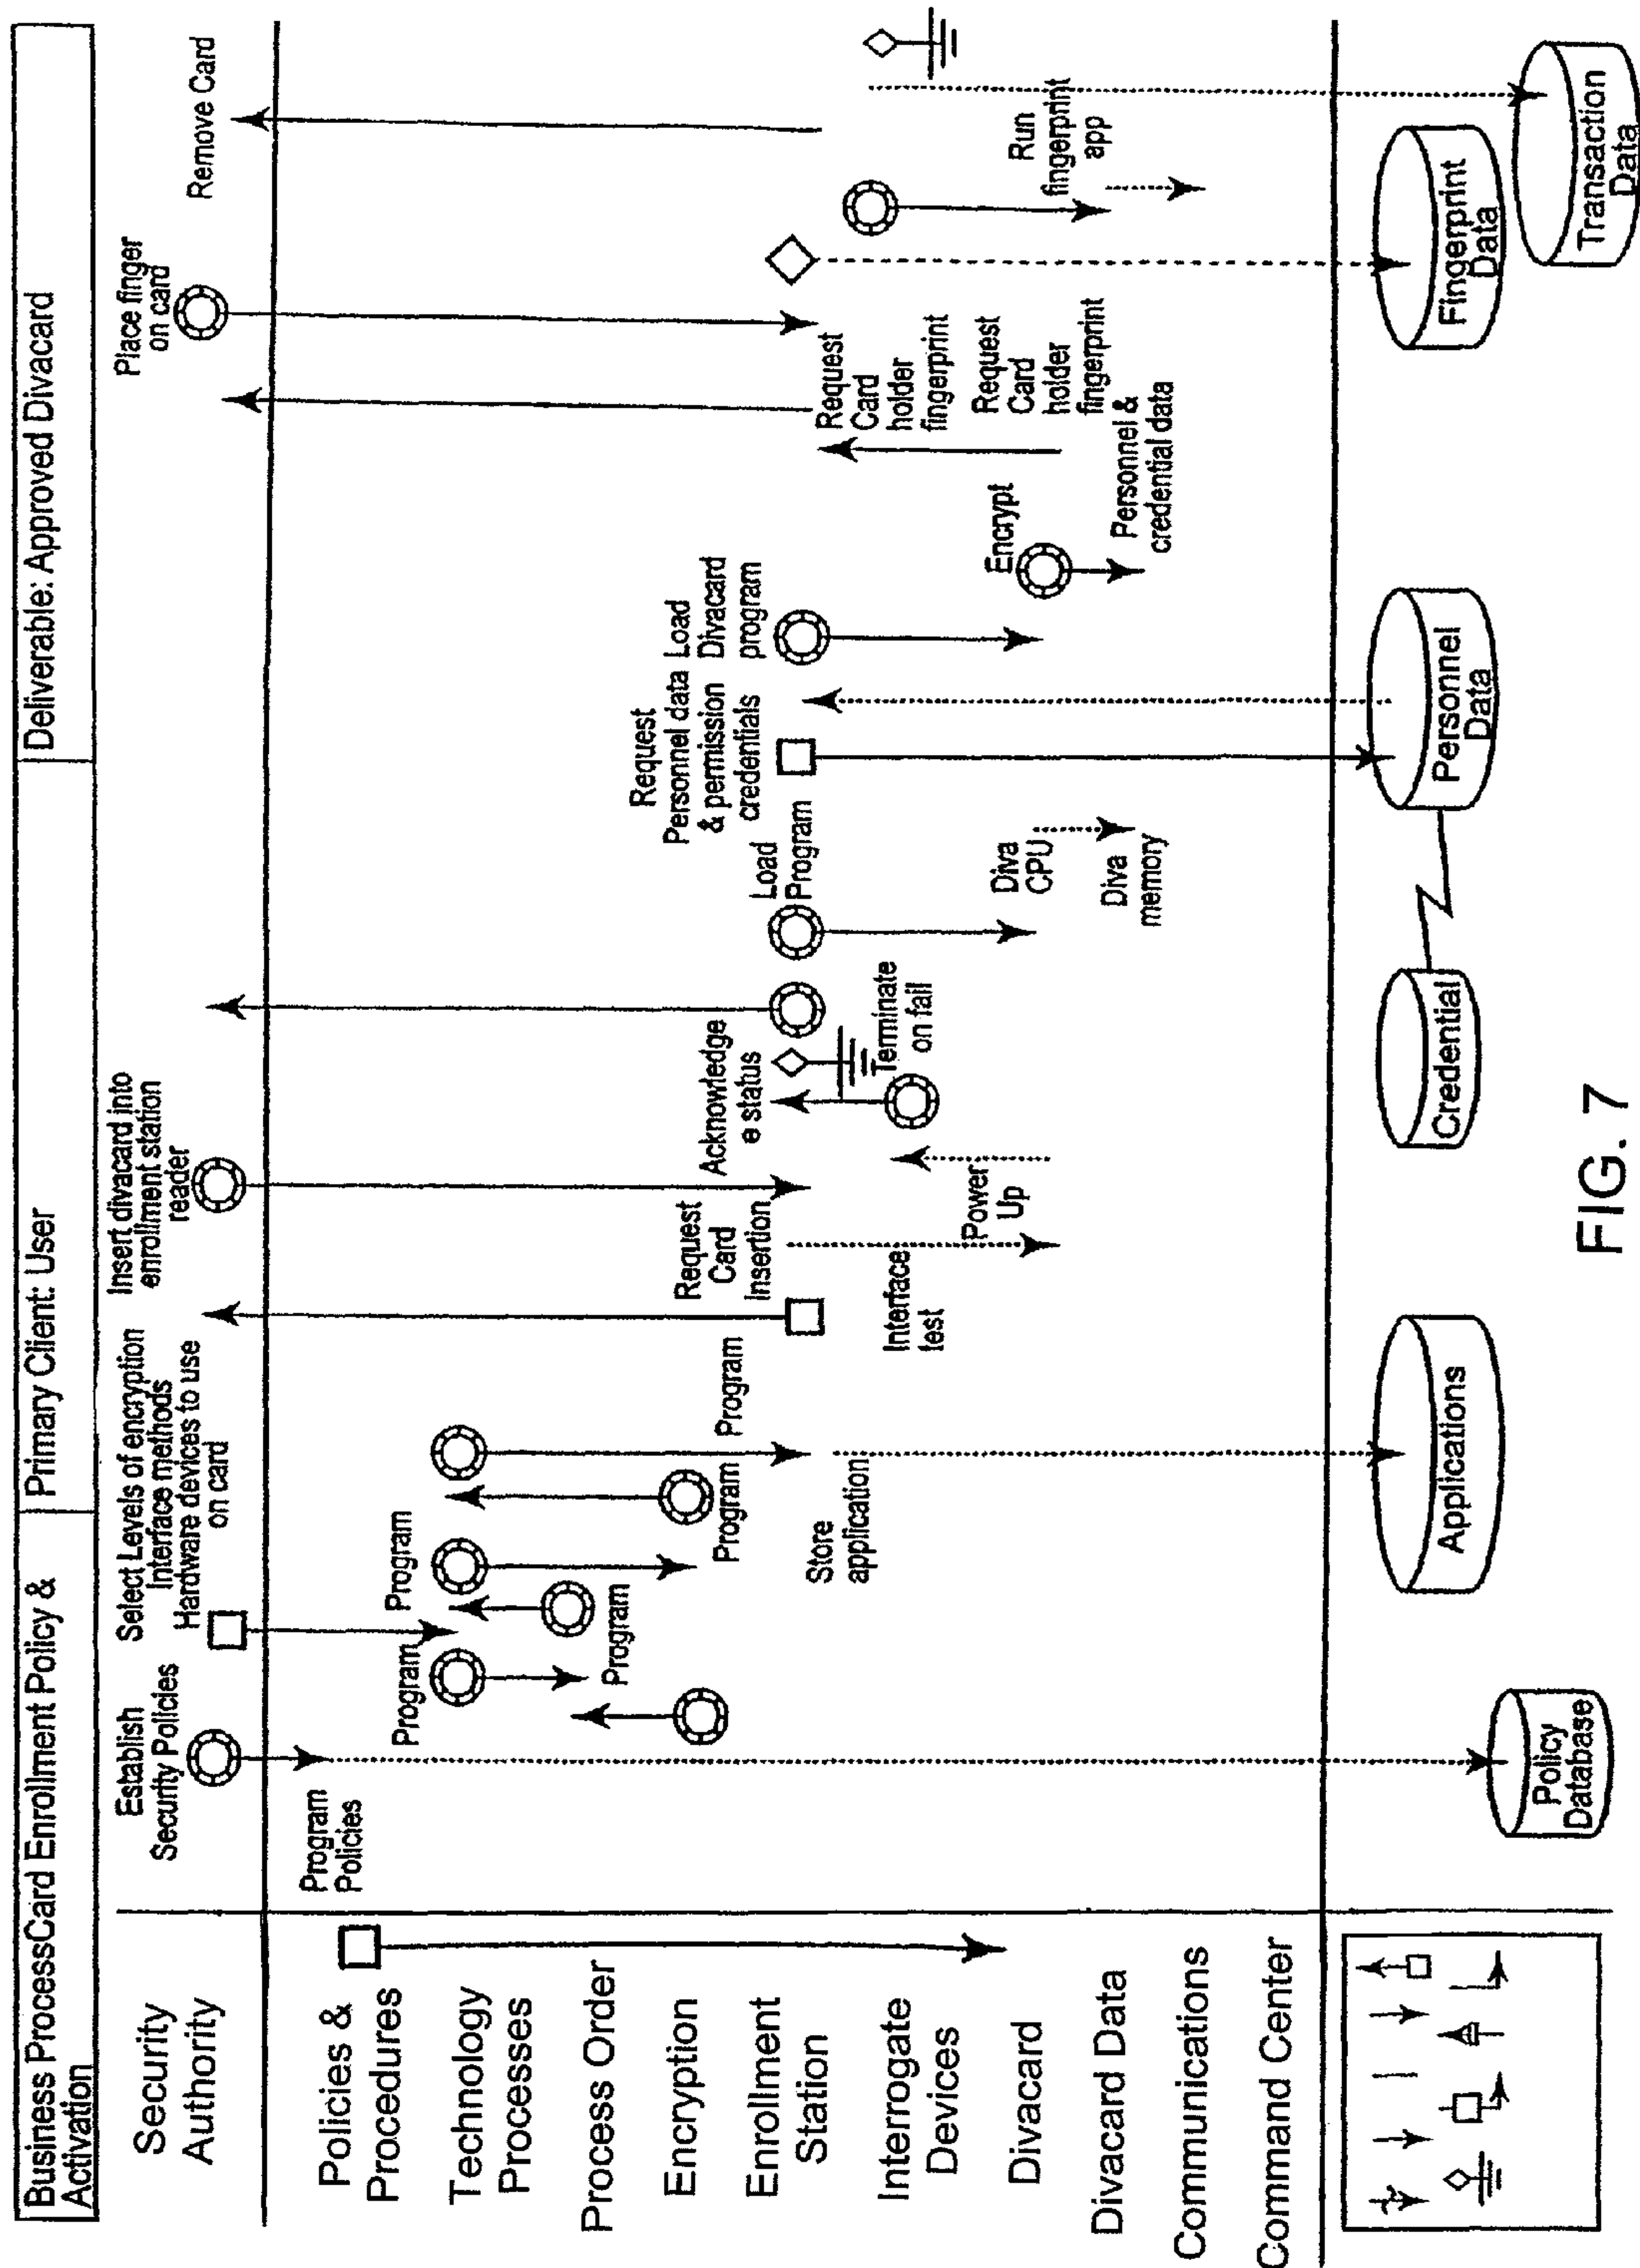 Business ProcessCard Enrollment Policy &
Activation
Primary Client: User
Deliverable: Approved Divacard
Security
Authority
Establish
Security Policies
Select Levels of encryption
Interface methods
Hardware devices to use
on card
Insert divacard into
enrollment station
reader
Place finger
on card
Remove Card
Policies &
Procedures
Program
Policies
Technology
Processes
Program
Program
Process Order
Program
Encryption
Program
Program
Enrollment
Station
Store
application
Request
Card
insertion
Acknowledge
e status
Load
Program
Request
Personnel data
& permission
credentials
Load
Divacard
program
Request
Card
holder
fingerprint
Interrogate
Devices
Interface
test
Power
Up
Terminate
on fail
Divacard
Diva
CPU
Encrypt
Request
Card
holder
fingerprint
Run
fingerprint
app
Divacard Data
Diva
memory
Personnel &
credential data
Communications
Command Center
Policy
Database
Applications
Credential
Personnel
Data
Fingerprint
Data
Transaction
Data
FIG. 7